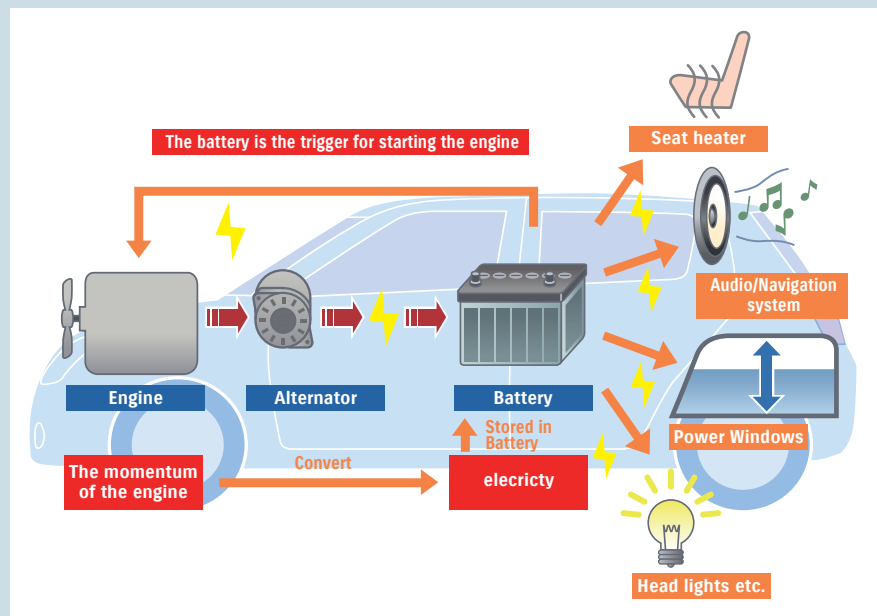 Seat heater
The battery is the trigger for starting the engine
Audio/Navigation
system
Engine
Alternator
Battery
Power Windows
Stored in
Battery
The momentum
of the engine
Convert
elecricty
Head lights etc.